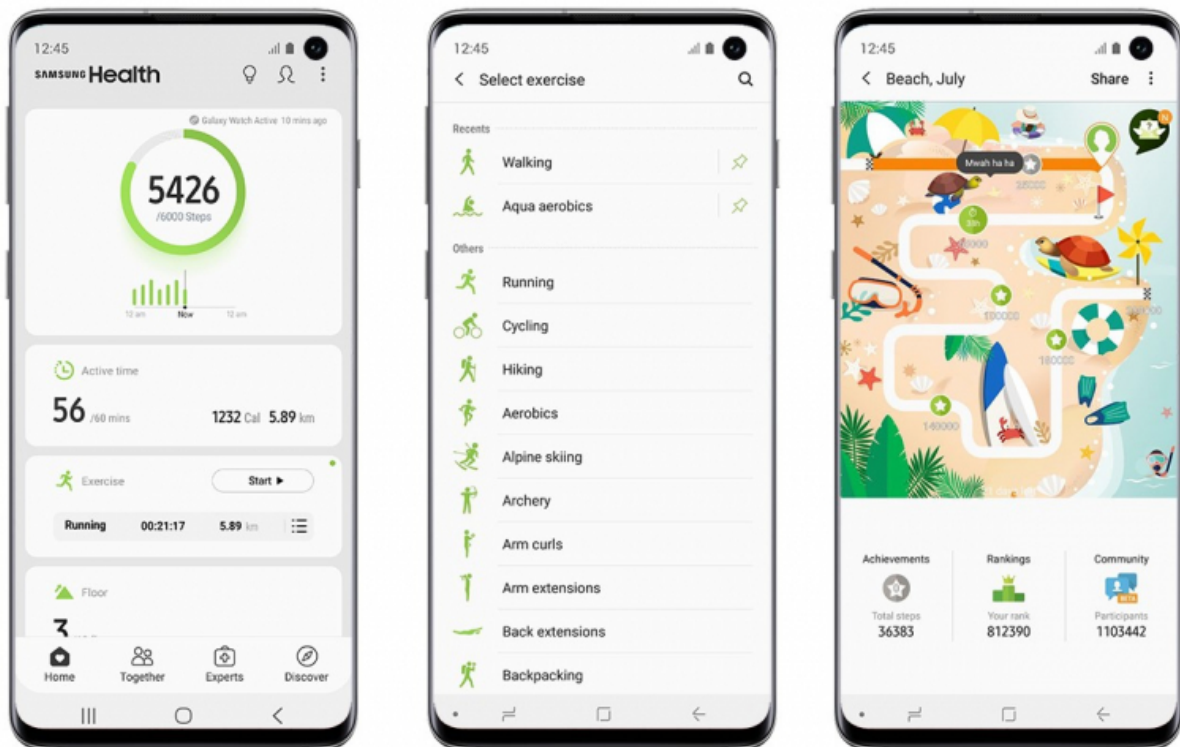 12:45
SAMSUNG Health
Galaxy Watch Active 10 mins ago
5426
/6000 Steps
12 am Now 12 am
Active time
56 /60 mins 1232 Cal 5.89 km
Exercise Start
Running 00:21:17 5.89 km
Floor
3
Home Together Experts Discover
12:45
Select exercise
Recents
Walking
Aqua aerobics
Others
Running
Cycling
Hiking
Aerobics
Alpine skiing
Archery
Arm curls
Arm extensions
Back extensions
Backpacking
12:45
Beach, July Share
N
Mwah ha ha
140000
Achievements Rankings Community
BETA
Total steps Your rank Participants
36383 812390 1103442